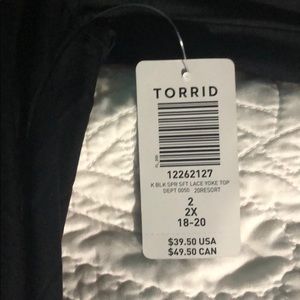 TORRID
12262127
K BLK SPR SFT LACE YOKE TOP
DEPT 0050 20RESORT
2
2X
18-20
$39.50 USA
$49.50 CAN